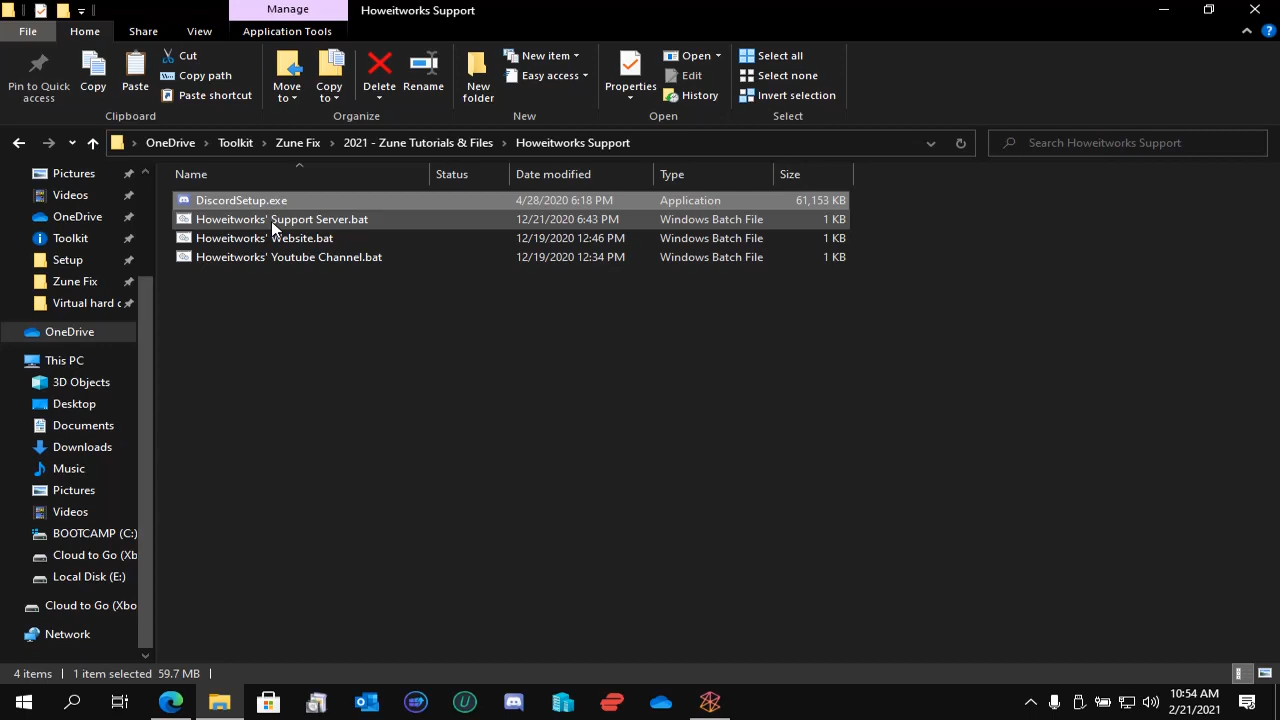 Manage
Howeitworks Support
File
Home
Share
View
Application Tools
Pin to Quick access
Copy
Paste
Cut
Copy path
Paste shortcut
Clipboard
Move to
Copy to
Delete
Rename
Organize
New folder
New item
Easy access
New
Properties
Open
Edit
History
Open
Select all
Select none
Invert selection
Select
OneDrive
Toolkit
Zune Fix
2021 - Zune Tutorials & Files
Howeitworks Support
Search Howeitworks Support
Name
Status
Date modified
Type
Size
DiscordSetup.exe 4/28/2020 6:18 PM Application 61,153 KB
Howeitworks' Support Server.bat 12/21/2020 6:43 PM Windows Batch File 1 KB
Howeitworks' Website.bat 12/19/2020 12:46 PM Windows Batch File 1 KB
Howeitworks' Youtube Channel.bat 12/19/2020 12:34 PM Windows Batch File 1 KB
Pictures
Videos
OneDrive
Toolkit
Setup
Zune Fix
Virtual hard c
OneDrive
This PC
3D Objects
Desktop
Documents
Downloads
Music
Pictures
Videos
BOOTCAMP (C:)
Cloud to Go (Xb
Local Disk (E:)
Cloud to Go (Xbo
Network
4 items
1 item selected 59.7 MB
10:54 AM
2/21/2021